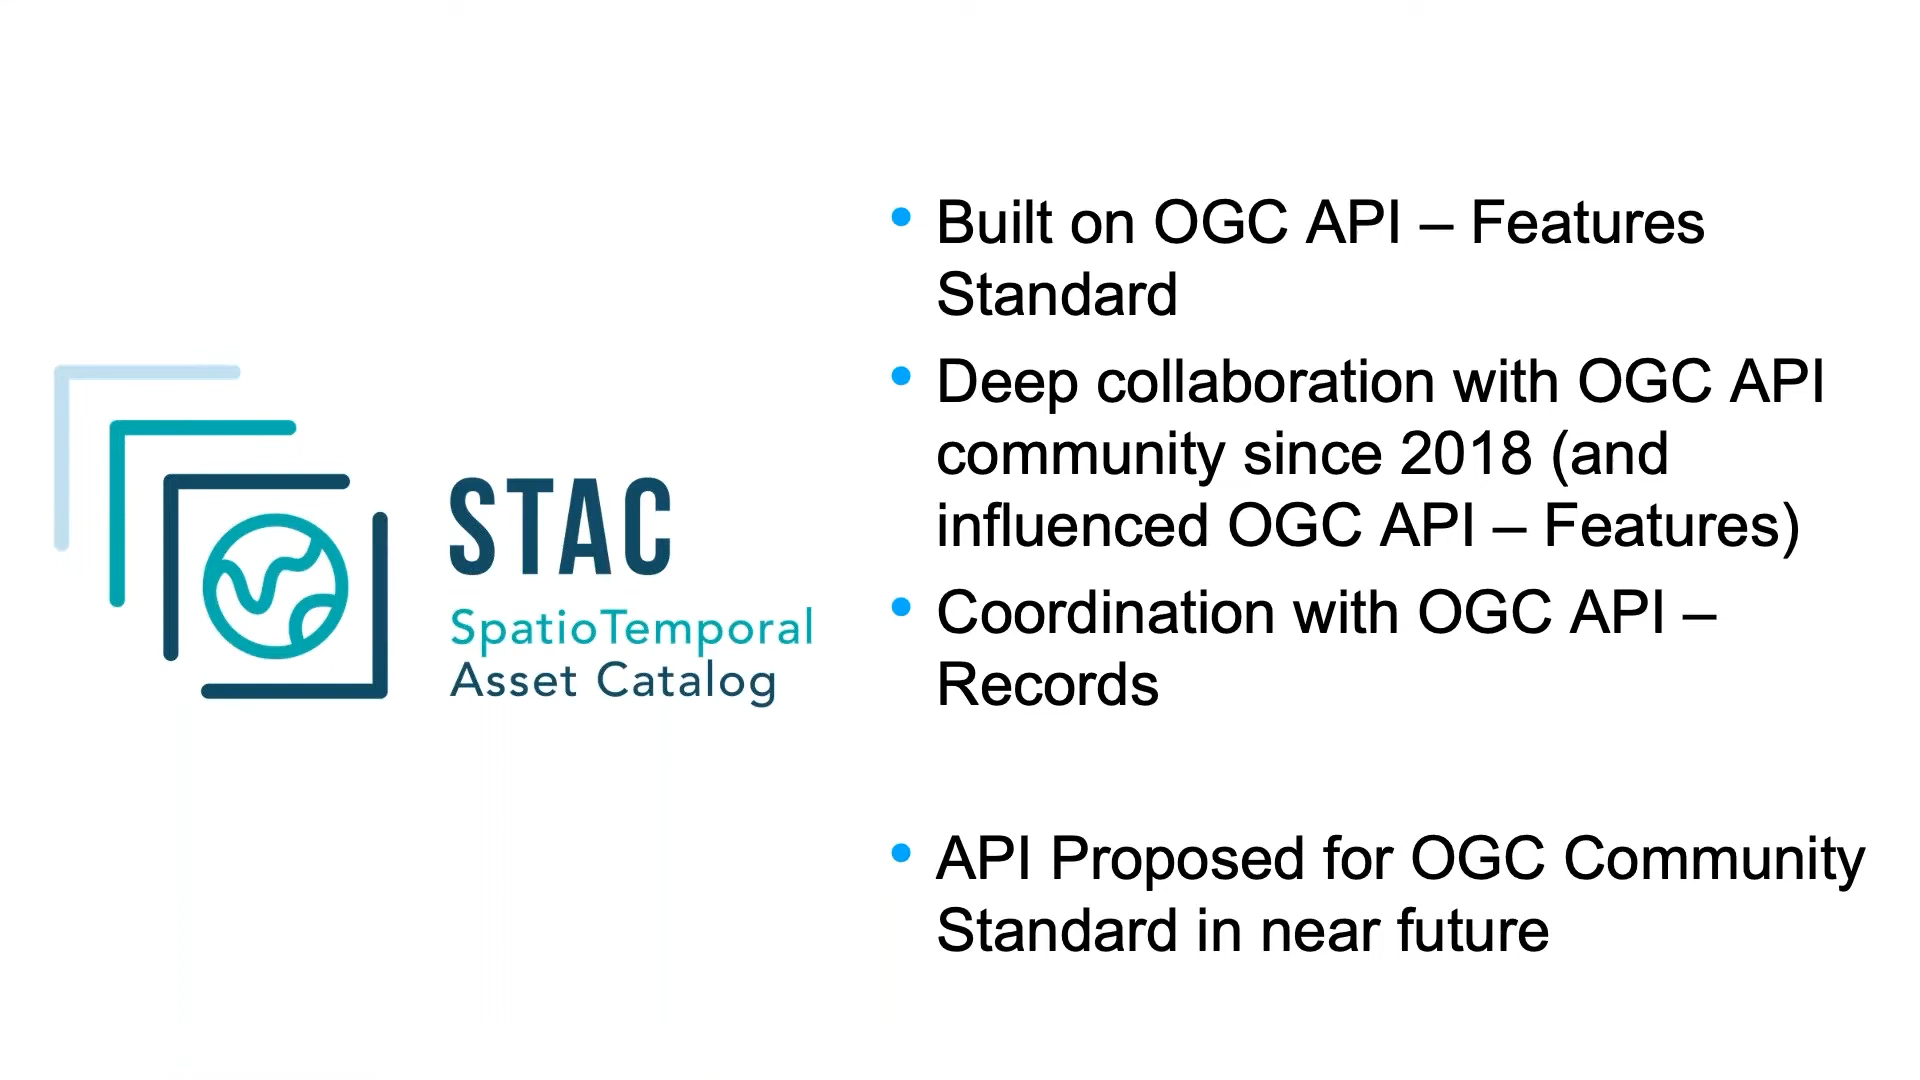 STAC
SpatioTemporal
Asset Catalog
• Built on OGC API – Features
Standard
• Deep collaboration with OGC API
community since 2018 (and
influenced OGC API – Features)
• Coordination with OGC API –
Records
• API Proposed for OGC Community
Standard in near future